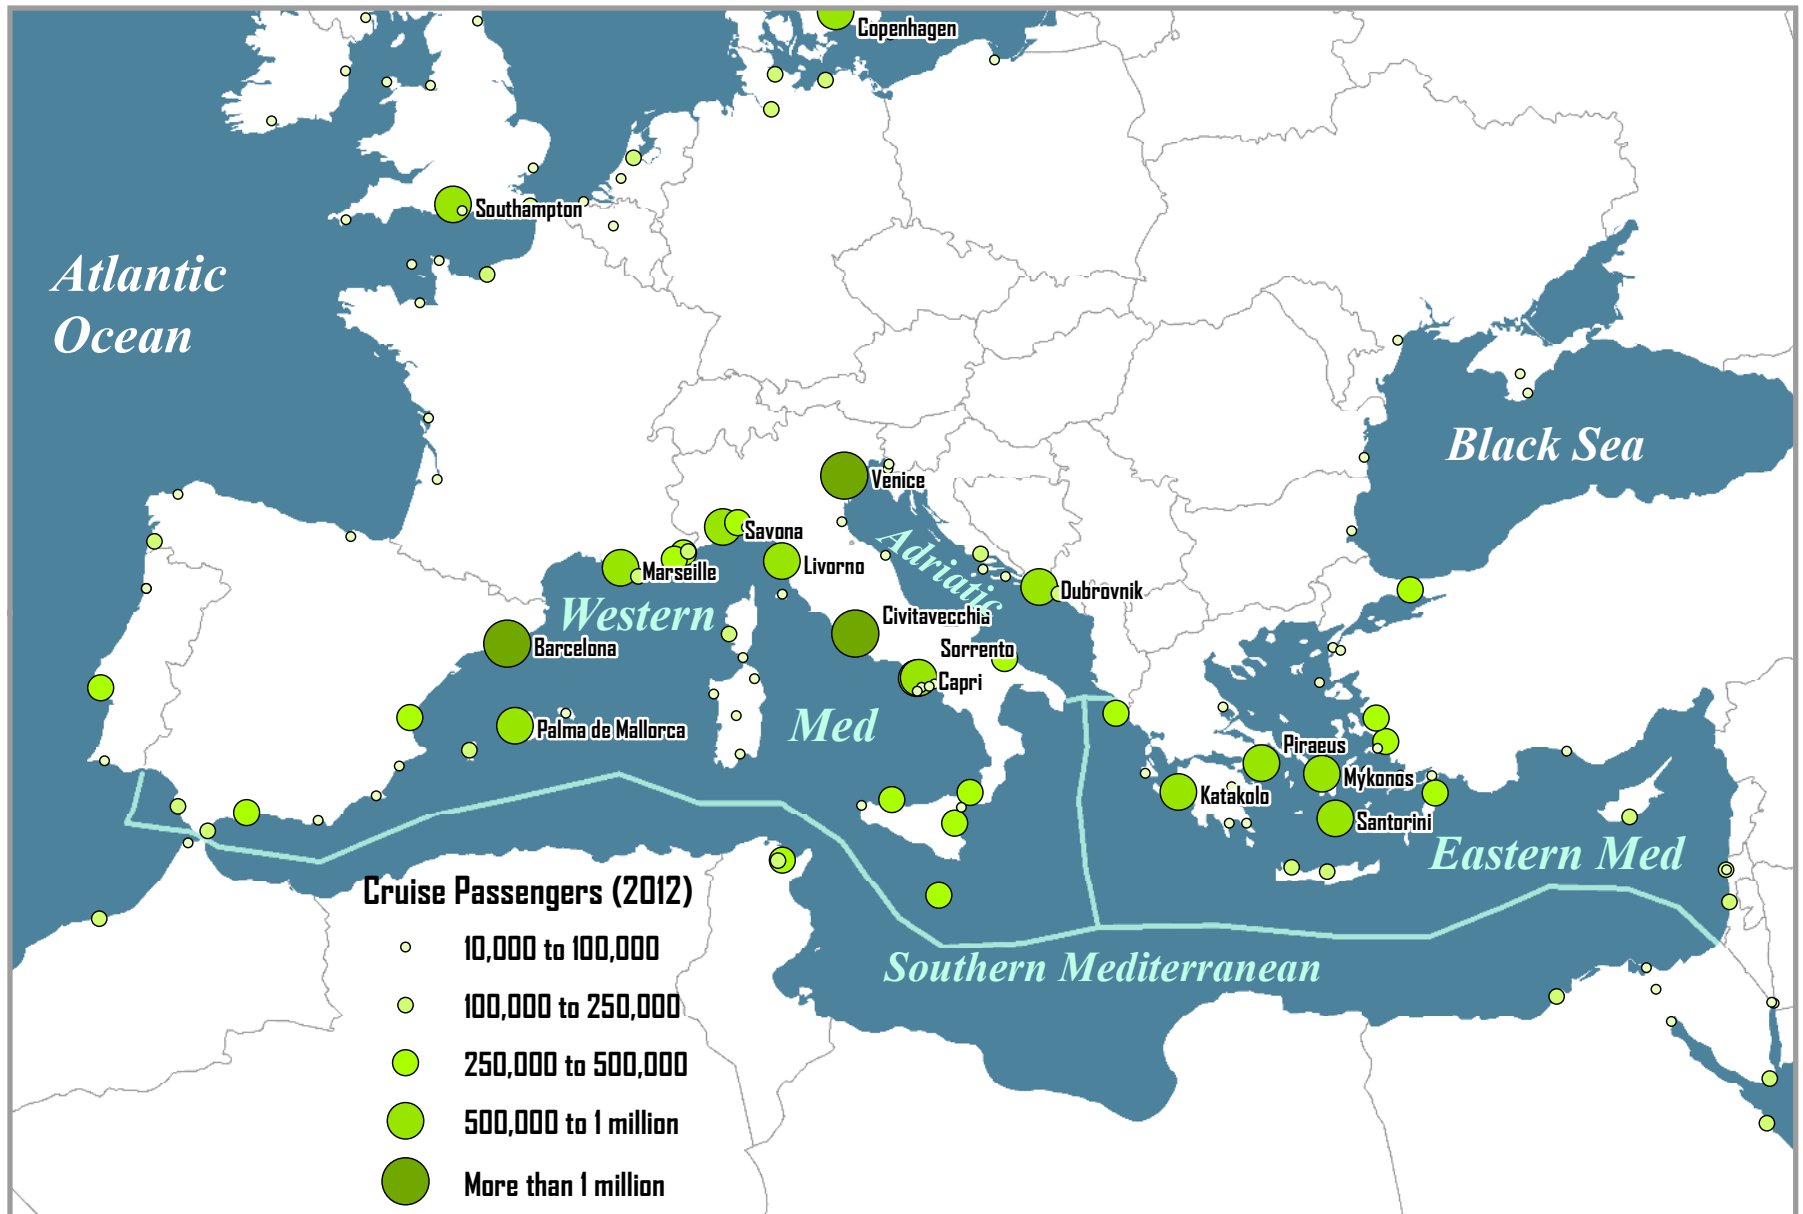 Copenhagen
Southampton
Atlantic
Ocean
Black Sea
Venice
Savona
Adriatic
Livorno
Marseille
Dubrovnik
Western
Civitavecchia
Barcelona
Sorrento
Capri
Med
Palma de Mallorca
Piraeus
Mykonos
Katakolo
Santorini
Eastern Med
Cruise Passengers (2012)
10,000 to 100,000
Southern Mediterranean
100,000 to 250,000
250,000 to 500,000
500,000 to 1 million
More than 1 million